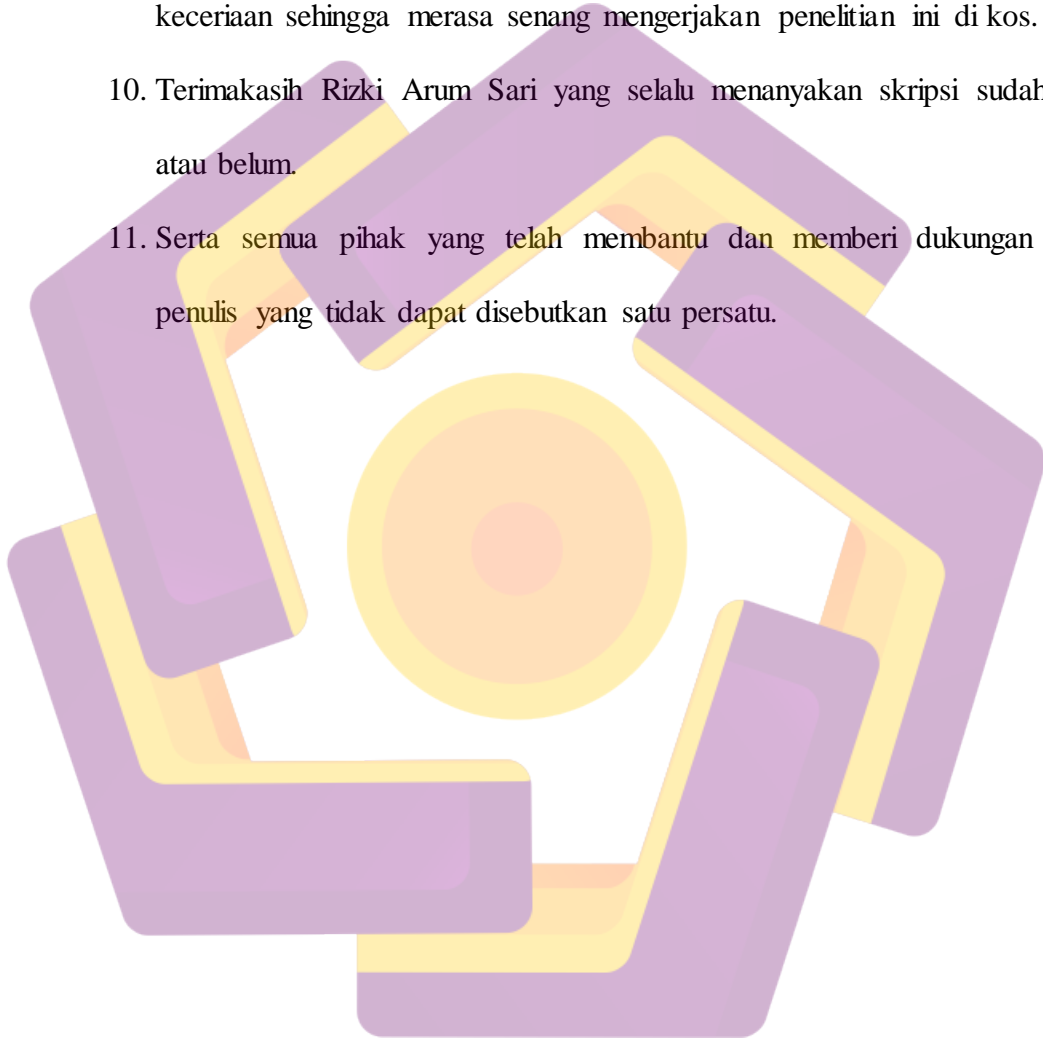 keceriaan sehingga merasa senang mengerjakan penelitian ini di kos.
10. Terimakasih Rizki Arum Sari yang selalu menanyakan skripsi sudah
atau belum.
11. Serta semua pihak yang telah membantu dan memberi dukungan
penulis yang tidak dapat disebutkan satu persatu.